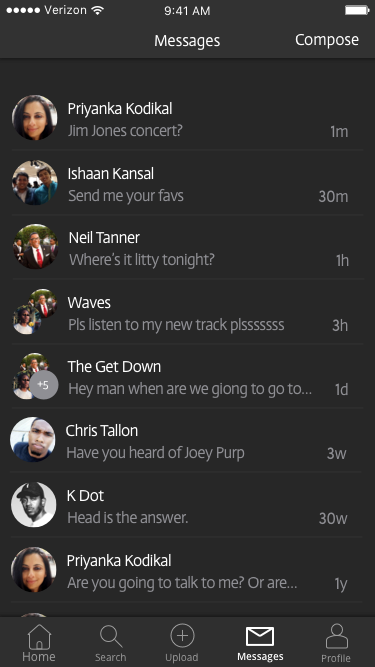 Verizon 9:41 AM
Messages Compose
Priyanka Kodikal
Jim Jones concert? 1m
Ishaan Kansal
Send me your favs 30m
Neil Tanner
Where's it litty tonight? 1h
Waves
Pls listen to my new track plsssssss 3h
The Get Down
+5
Hey man when are we giong to go to... 1d
Chris Tallon
Have you heard of Joey Purp 3w
K Dot
Head is the answer. 30w
Priyanka Kodikal
Are you going to talk to me? Or are... 1y
Home Search Upload Messages Profile